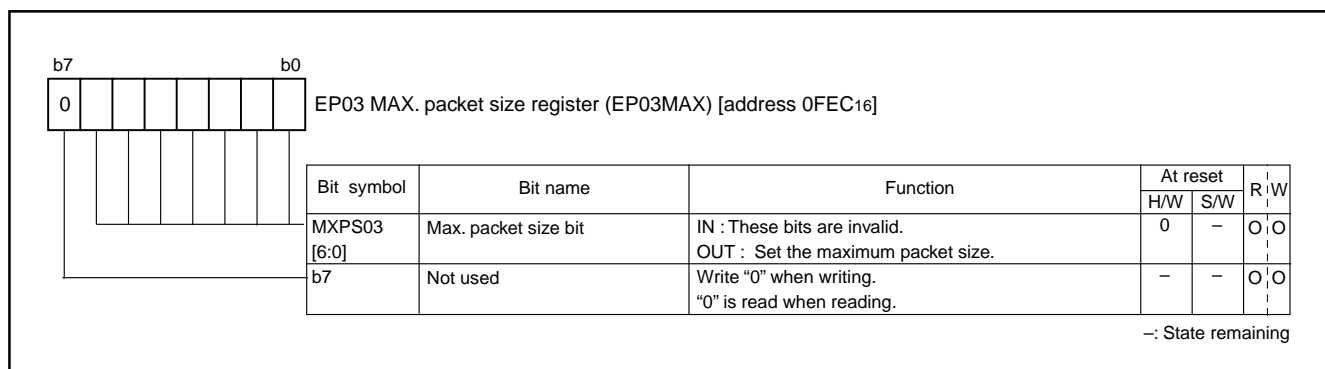 b7 b0
0 EP03 MAX. packet size register (EP03MAX) [address 0FEC16]
Bit symbol Bit name Function At reset R W
H/W S/W
MXPS03 Max. packet size bit IN : These bits are invalid. 0 – O O
[6:0] OUT : Set the maximum packet size.
b7 Not used Write “0” when writing. – – O O
“0” is read when reading.
–: State remaining